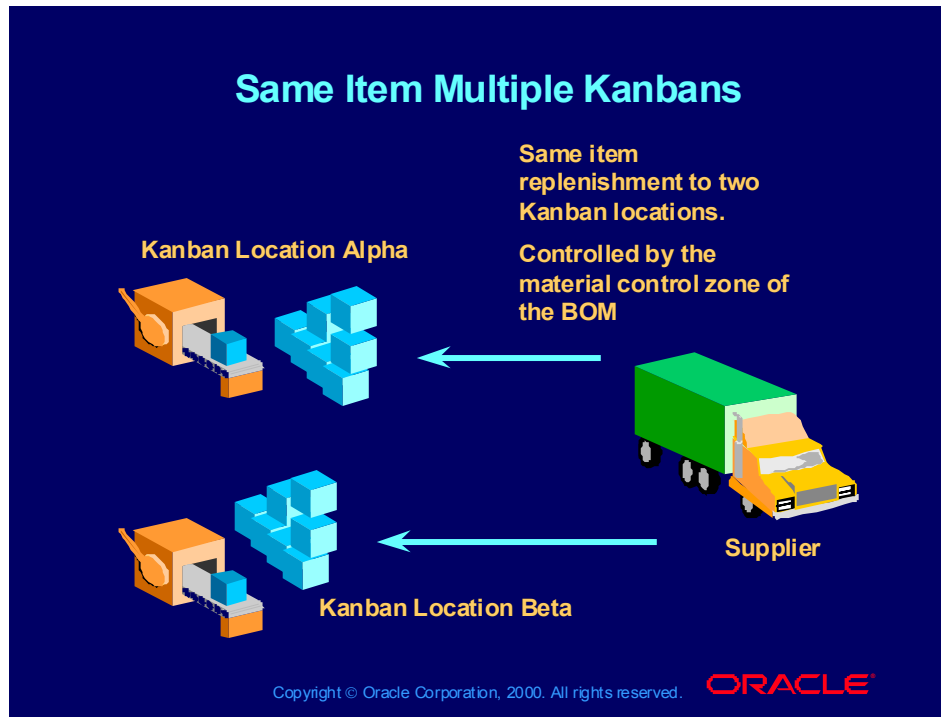 Same Item Multiple Kanbans
Same item
replenishment to two
Kanban locations.
Controlled by the
material control zone of
the BOM
Kanban Location Alpha
Supplier
Kanban Location Beta
Copyright © Oracle Corporation, 2000. All rights reserved.
ORACLE®